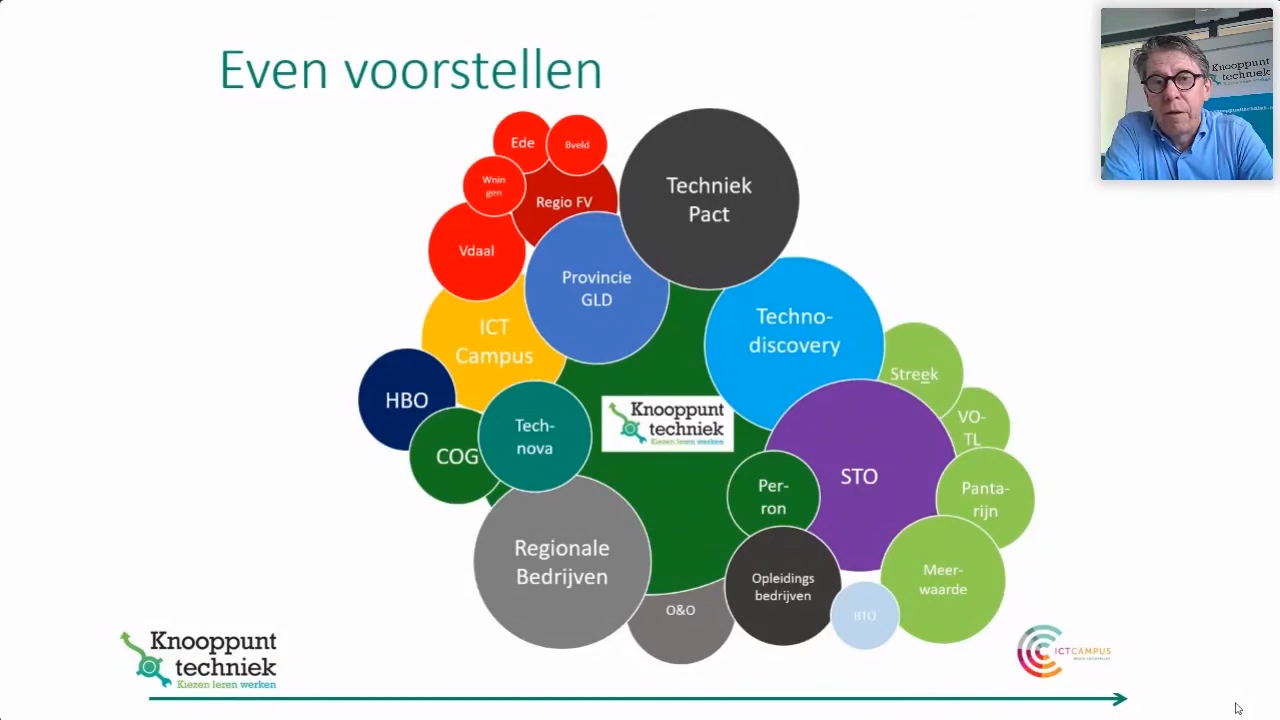 Even voorstellen
Knooppunt
techniek
Ede
Bveld
Wnin
gen
Regio FV
Techniek
Pact
Vdaal
Provincie
GLD
ICT
Campus
Techno-
discovery
HBO
Streek
Knooppunt
techniek
Kiezen leren werken
VO-
TL
Tech-
nova
COG
STO
Per-
ron
Panta-
rijn
Regionale
Bedrijven
Opleidings
bedrijven
Meer-
waarde
O&O
Knooppunt
techniek
Kiezen leren werken
ICTCAMPUS